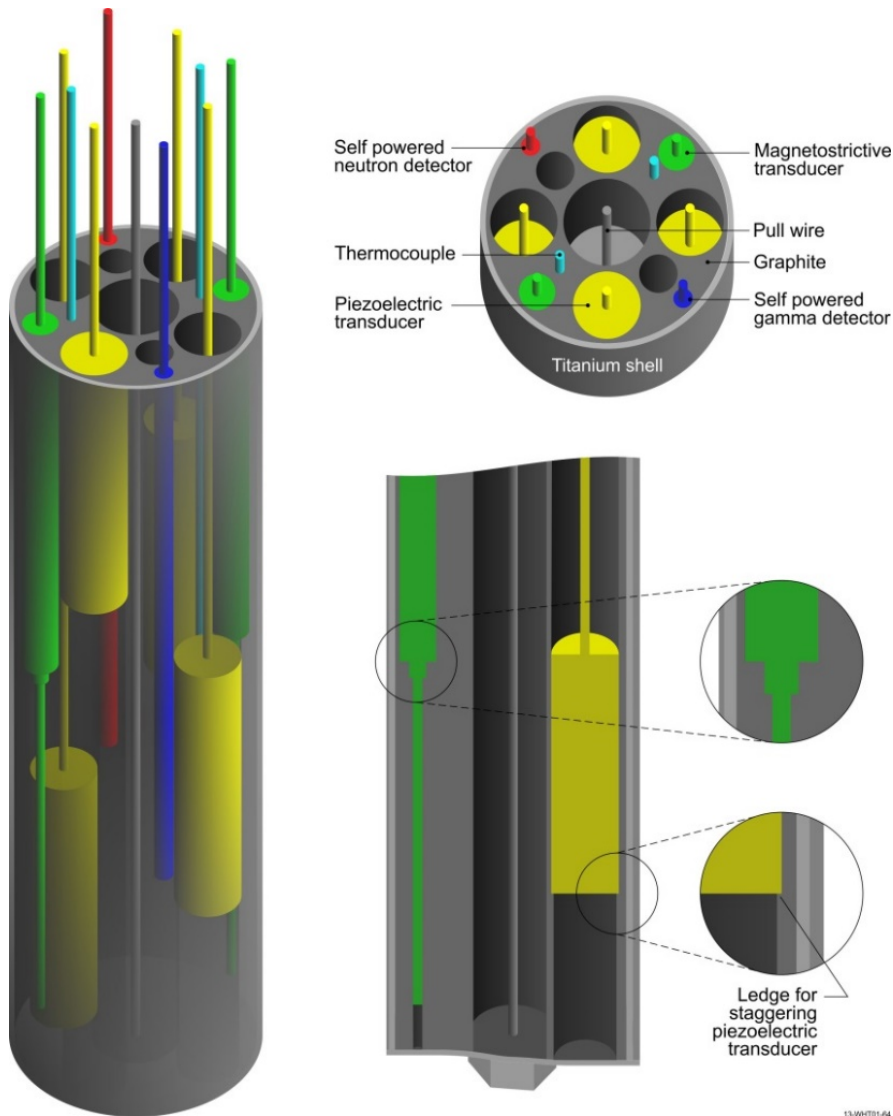 Self powered
neutron detector
Magnetostrictive
transducer
Pull wire
Thermocouple
Graphite
Piezoelectric
transducer
Self powered
gamma detector
Titanium shell
Ledge for
staggering
piezoelectric
transducer
13-WHT01-64